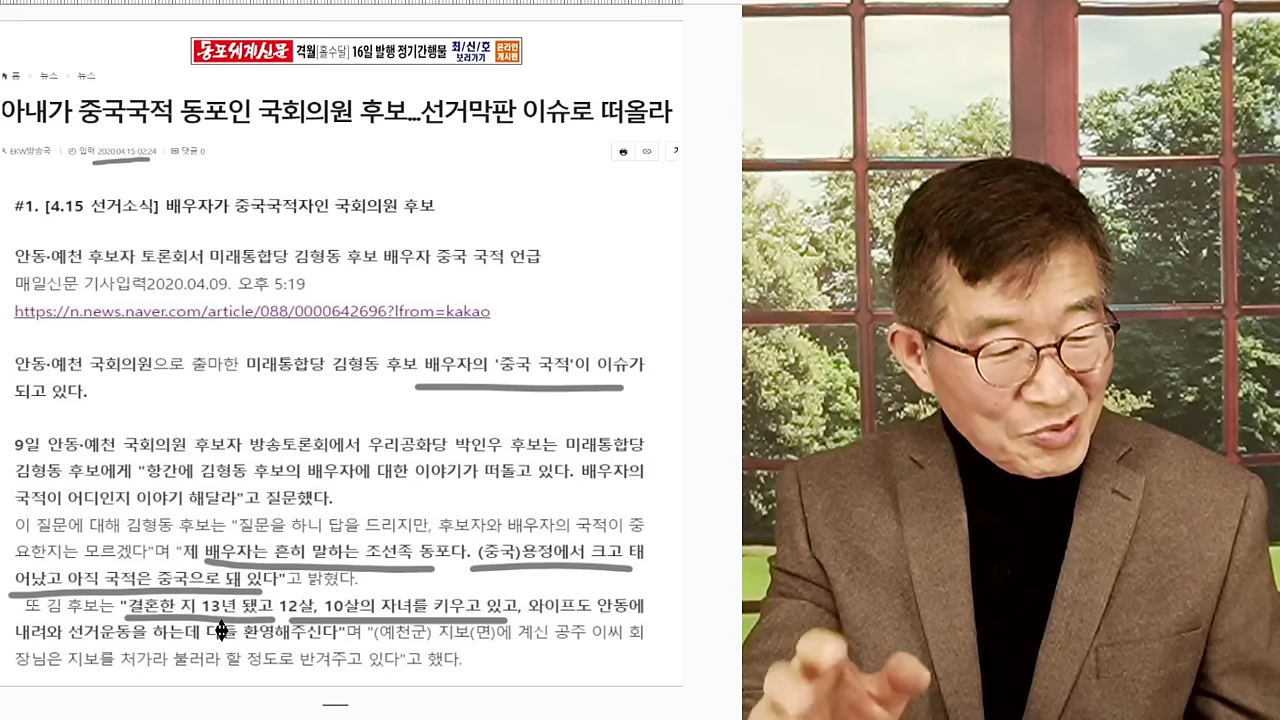 동포세계신문 격월[홀수달] 16일 발행 정기간행물 최/신/호 보러가기 온라인 게시판
홈 > 뉴스 > 뉴스
아내가 중국국적 동포인 국회의원 후보...선거막판 이슈로 떠올라
EKW방송국 입력 2020.04.15 02:24 댓글 0
#1. [4.15 선거소식] 배우자가 중국국적자인 국회의원 후보
안동·예천 후보자 토론회서 미래통합당 김형동 후보 배우자 중국 국적 언급
매일신문 기사입력2020.04.09. 오후 5:19
https://n.news.naver.com/article/088/0000642696?lfrom=kakao
안동·예천 국회의원으로 출마한 미래통합당 김형동 후보 배우자의 '중국 국적'이 이슈가
되고 있다.
9일 안동·예천 국회의원 후보자 방송토론회에서 우리공화당 박인우 후보는 미래통합당
김형동 후보에게 "항간에 김형동 후보의 배우자에 대한 이야기가 떠돌고 있다. 배우자의
국적이 어디인지 이야기 해달라"고 질문했다.
이 질문에 대해 김형동 후보는 "질문을 하니 답을 드리지만, 후보자와 배우자의 국적이 중
요한지는 모르겠다"며 "제 배우자는 흔히 말하는 조선족 동포다. (중국)용정에서 크고 태
어났고 아직 국적은 중국으로 돼 있다"고 밝혔다.
또 김 후보는 "결혼한 지 13년 됐고 12살, 10살의 자녀를 키우고 있고, 와이프도 안동에
내려와 선거운동을 하는데 환영해주신다"며 "(예천군) 지보(면)에 계신 공주 이씨 회
장님은 지보를 처가라 불러라 할 정도로 반겨주고 있다"고 했다.